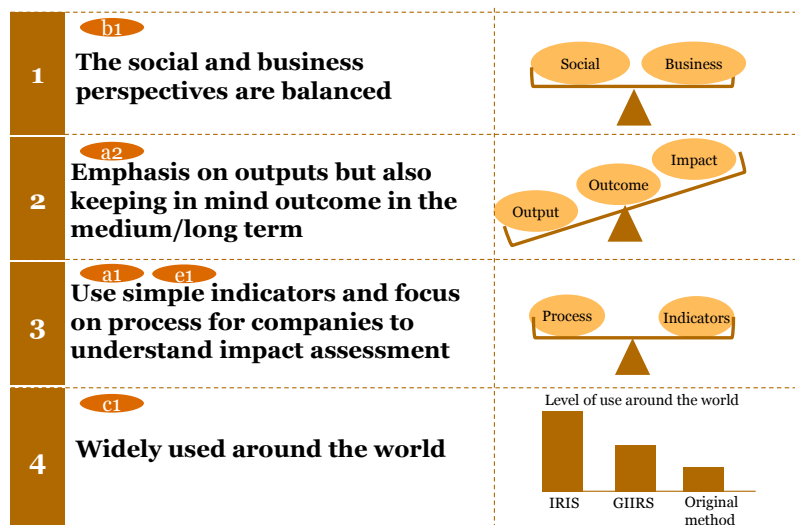 b1
1
The social and business
perspectives are balanced
Social
Business
a2
2
Emphasis on outputs but also
keeping in mind outcome in the
medium/long term
Output
Outcome
Impact
a1
e1
3
Use simple indicators and focus
on process for companies to
understand impact assessment
Process
Indicators
c1
4
Widely used around the world
Level of use around the world
IRIS
GIIRS
Original
method